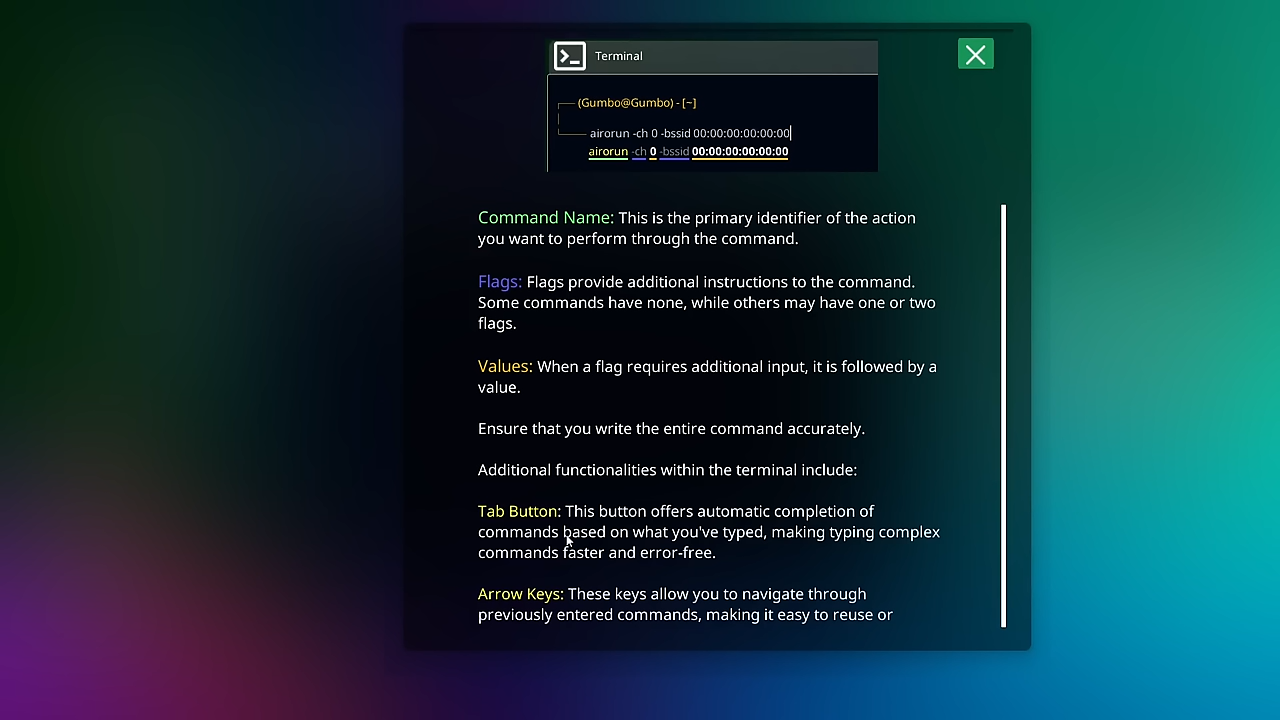 Terminal
(Gumbo@Gumbo) - [~]
airorun -ch 0 -bssid 00:00:00:00:00:00
airorun -ch 0 -bssid 00:00:00:00:00:00
Command Name: This is the primary identifier of the action
you want to perform through the command.
Flags: Flags provide additional instructions to the command.
Some commands have none, while others may have one or two
flags.
Values: When a flag requires additional input, it is followed by a
value.
Ensure that you write the entire command accurately.
Additional functionalities within the terminal include:
Tab Button: This button offers automatic completion of
commands based on what you've typed, making typing complex
commands faster and error-free.
Arrow Keys: These keys allow you to navigate through
previously entered commands, making it easy to reuse or